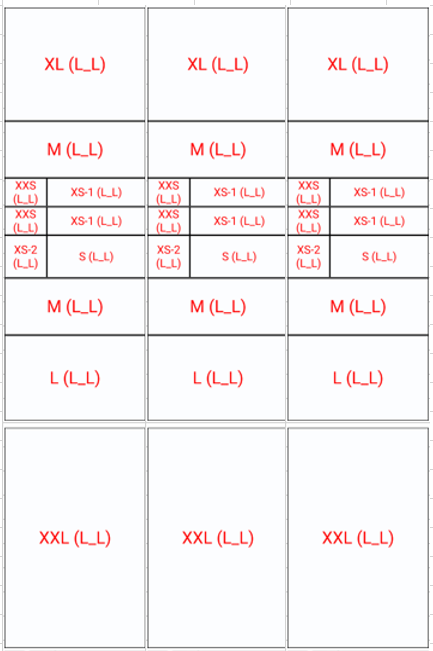 XL (L_L) XL (L_L) XL (L_L)
M (L_L) M (L_L) M (L_L)
XXS (L_L) XS-1 (L_L) XXS (L_L) XS-1 (L_L) XXS (L_L) XS-1 (L_L)
XXS (L_L) XS-1 (L_L) XXS (L_L) XS-1 (L_L) XXS (L_L) XS-1 (L_L)
XS-2 (L_L) S (L_L) XS-2 (L_L) S (L_L) XS-2 (L_L) S (L_L)
M (L_L) M (L_L) M (L_L)
L (L_L) L (L_L) L (L_L)
XXL (L_L) XXL (L_L) XXL (L_L)